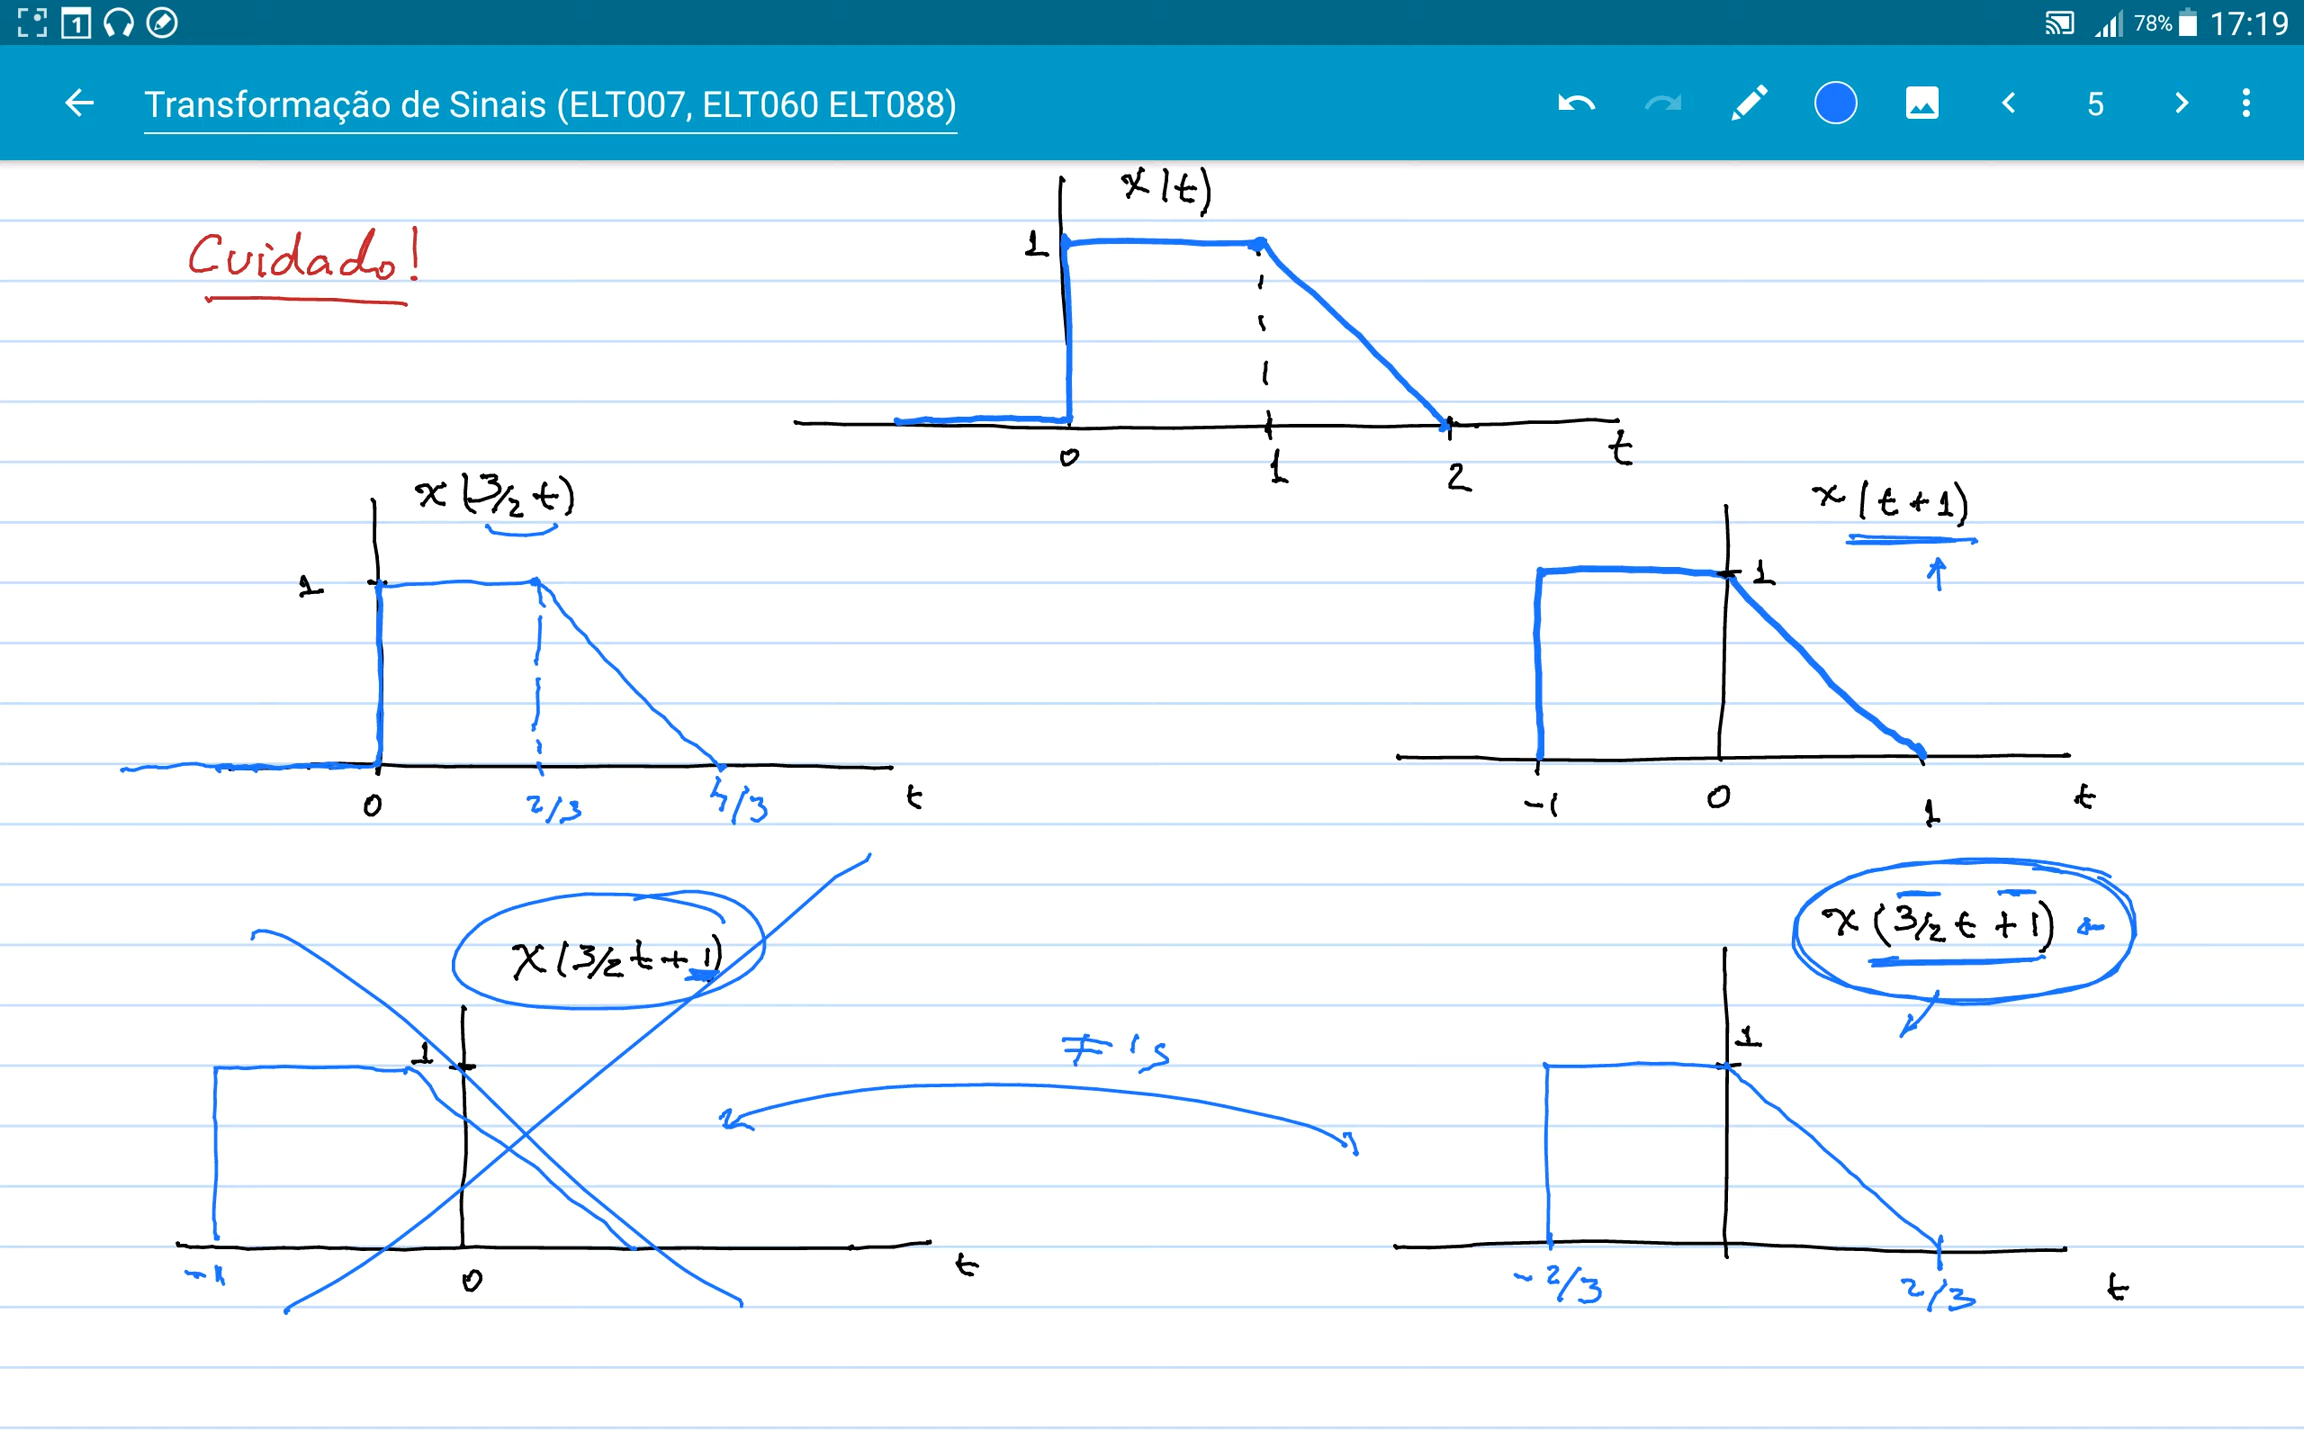 1 78% 17:19
Transformação de Sinais (ELT007, ELT060 ELT088) 5
x(t)
Cuidado!
1
0 1 2 t
x(3/2 t)
1
0 2/3 4/3 t
x(t+1)
1
-1 0 1 t
x(3/2 t+1)
1
-1 0 t
≠'s
x(3/2 t +1)
1
-2/3 2/3 t